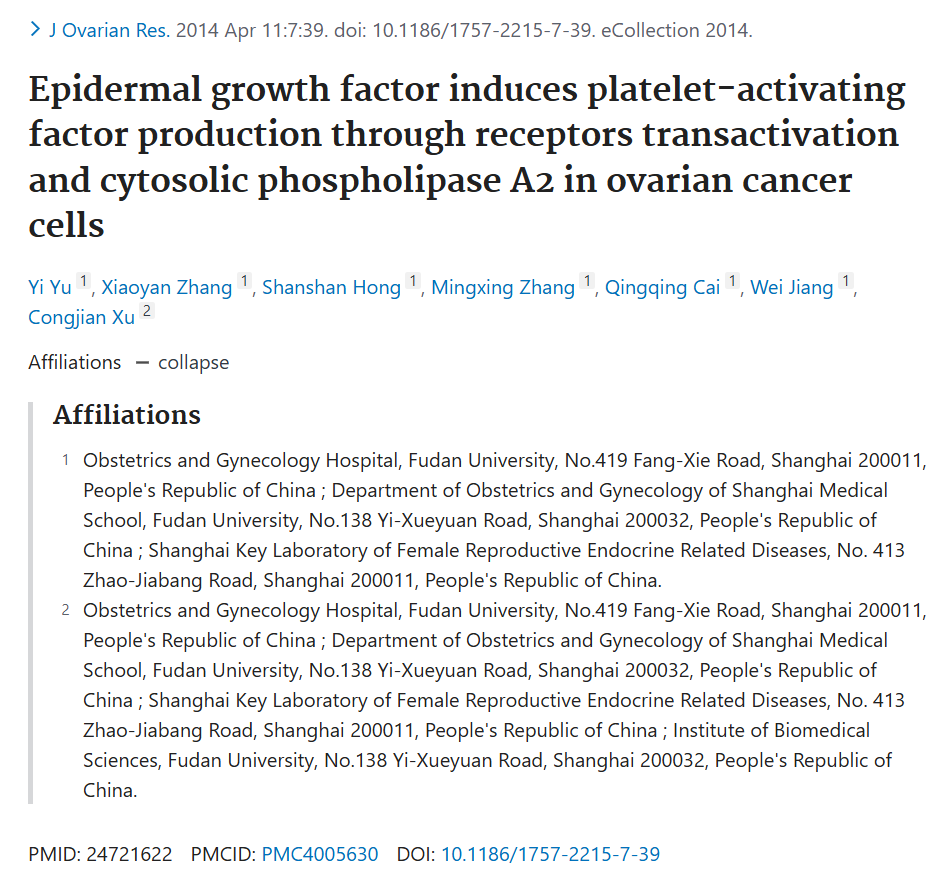 J Ovarian Res. 2014 Apr 11:7:39. doi: 10.1186/1757-2215-7-39. eCollection 2014.
Epidermal growth factor induces platelet-activating
factor production through receptors transactivation
and cytosolic phospholipase A2 in ovarian cancer
cells
Yi Yu 1, Xiaoyan Zhang 1, Shanshan Hong 1, Mingxing Zhang 1, Qingqing Cai 1, Wei Jiang 1,
Congjian Xu 2
Affiliations — collapse
Affiliations
1 Obstetrics and Gynecology Hospital, Fudan University, No.419 Fang-Xie Road, Shanghai 200011,
People's Republic of China ; Department of Obstetrics and Gynecology of Shanghai Medical
School, Fudan University, No.138 Yi-Xueyuan Road, Shanghai 200032, People's Republic of
China ; Shanghai Key Laboratory of Female Reproductive Endocrine Related Diseases, No. 413
Zhao-Jiabang Road, Shanghai 200011, People's Republic of China.
2 Obstetrics and Gynecology Hospital, Fudan University, No.419 Fang-Xie Road, Shanghai 200011,
People's Republic of China ; Department of Obstetrics and Gynecology of Shanghai Medical
School, Fudan University, No.138 Yi-Xueyuan Road, Shanghai 200032, People's Republic of
China ; Shanghai Key Laboratory of Female Reproductive Endocrine Related Diseases, No. 413
Zhao-Jiabang Road, Shanghai 200011, People's Republic of China ; Institute of Biomedical
Sciences, Fudan University, No.138 Yi-Xueyuan Road, Shanghai 200032, People's Republic of
China.
PMID: 24721622 PMCID: PMC4005630 DOI: 10.1186/1757-2215-7-39